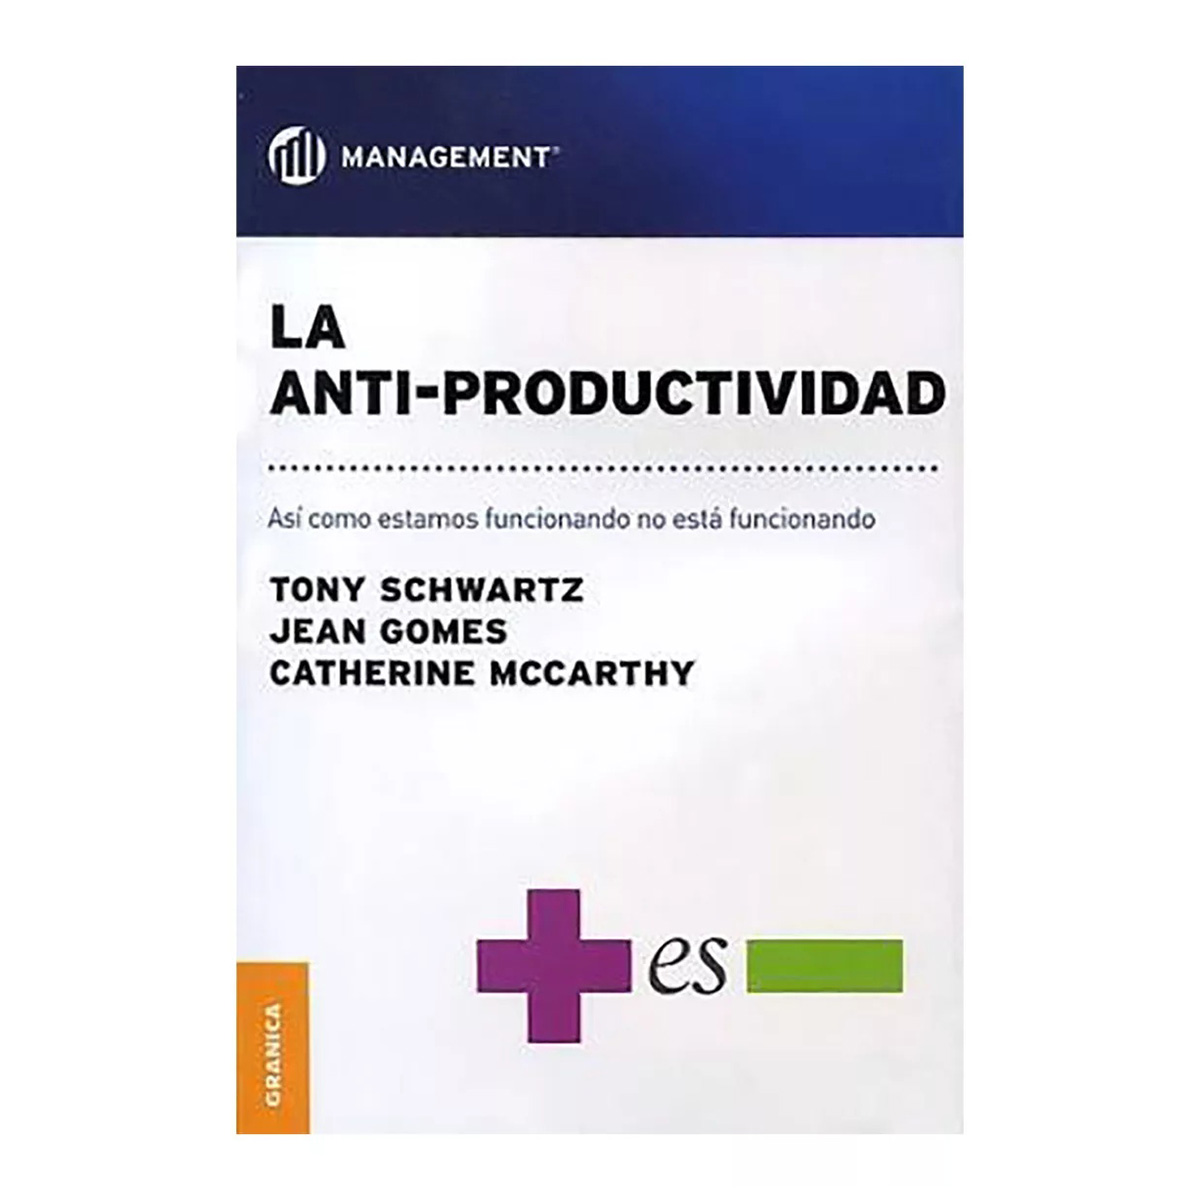 MANAGEMENT®
LA
ANTI-PRODUCTIVIDAD
Así como estamos funcionando no está funcionando
TONY SCHWARTZ
JEAN GOMES
CATHERINE MCCARTHY
+ es —
GRANICA